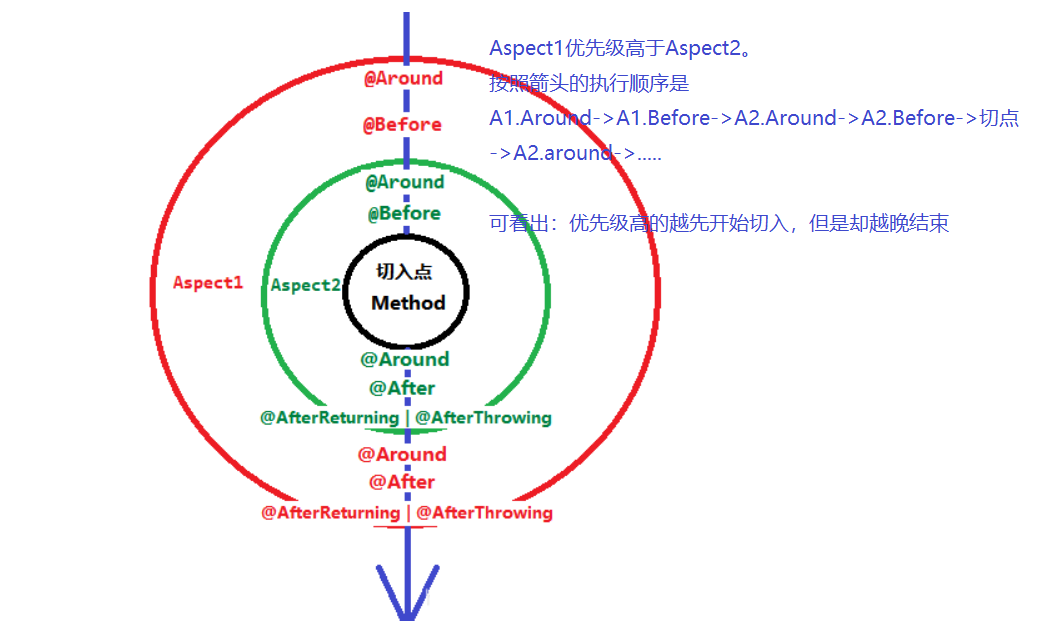 Aspect1优先级高于Aspect2。
按照箭头的执行顺序是
A1.Around->A1.Before->A2.Around->A2.Before->切点
->A2.around->.....
可看出：优先级高的越先开始切入，但是却越晚结束
@Around
@Before
@Around
@Before
Aspect1
Aspect2
切入点
Method
@Around
@After
@AfterReturning | @AfterThrowing
@Around
@After
@AfterReturning | @AfterThrowing